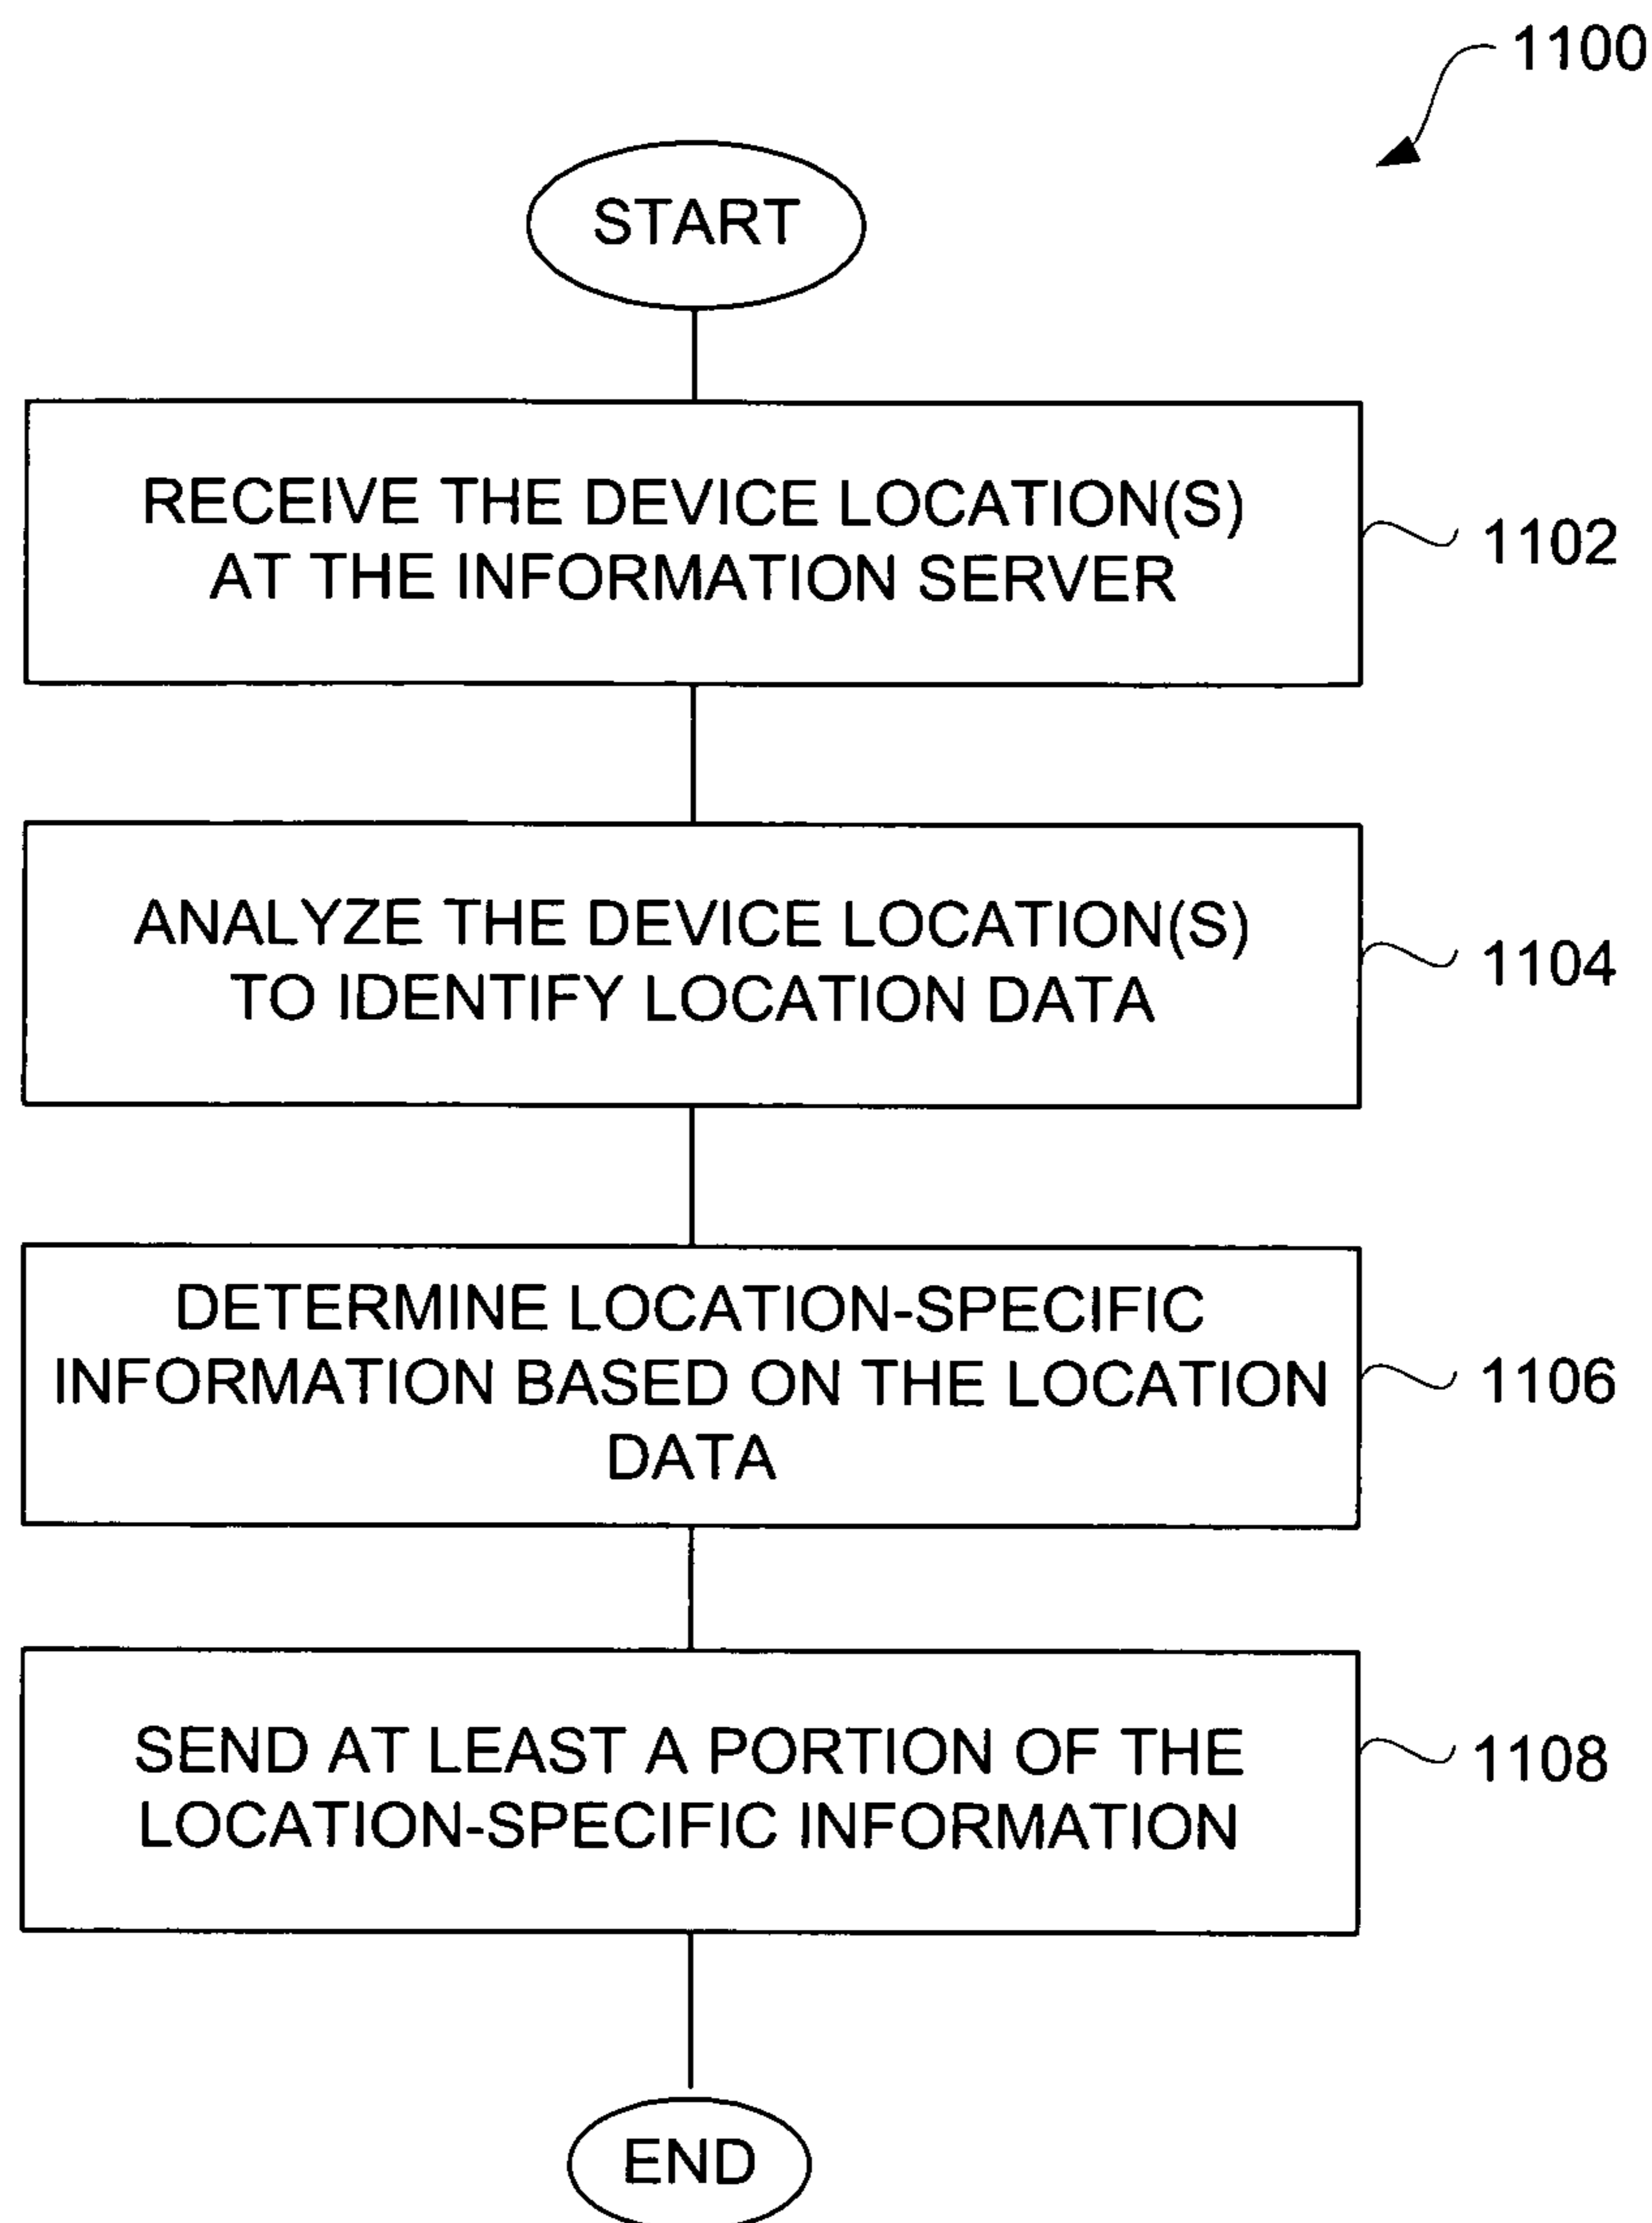 1100
START
RECEIVE THE DEVICE LOCATION(S)
AT THE INFORMATION SERVER
1102
ANALYZE THE DEVICE LOCATION(S)
TO IDENTIFY LOCATION DATA
1104
DETERMINE LOCATION-SPECIFIC
INFORMATION BASED ON THE LOCATION
DATA
1106
SEND AT LEAST A PORTION OF THE
LOCATION-SPECIFIC INFORMATION
1108
END